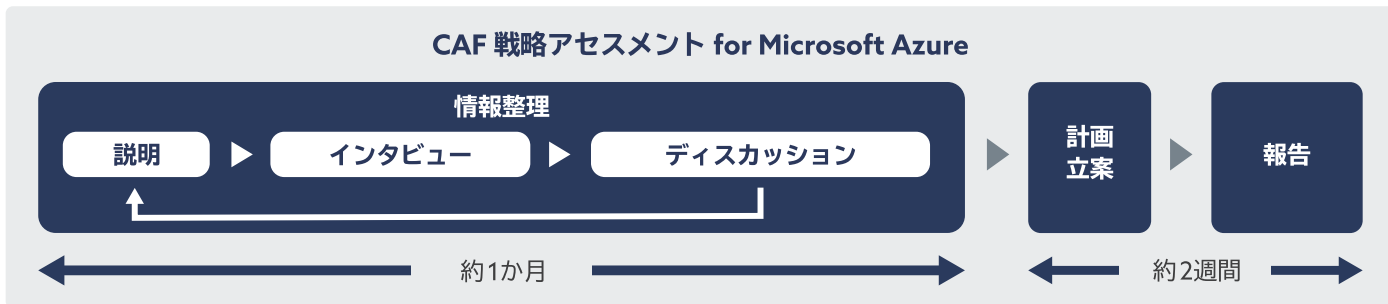 CAF 戦略アセスメント for Microsoft Azure
情報整理
説明
インタビュー
ディスカッション
計画
立案
報告
約1か月
約2週間